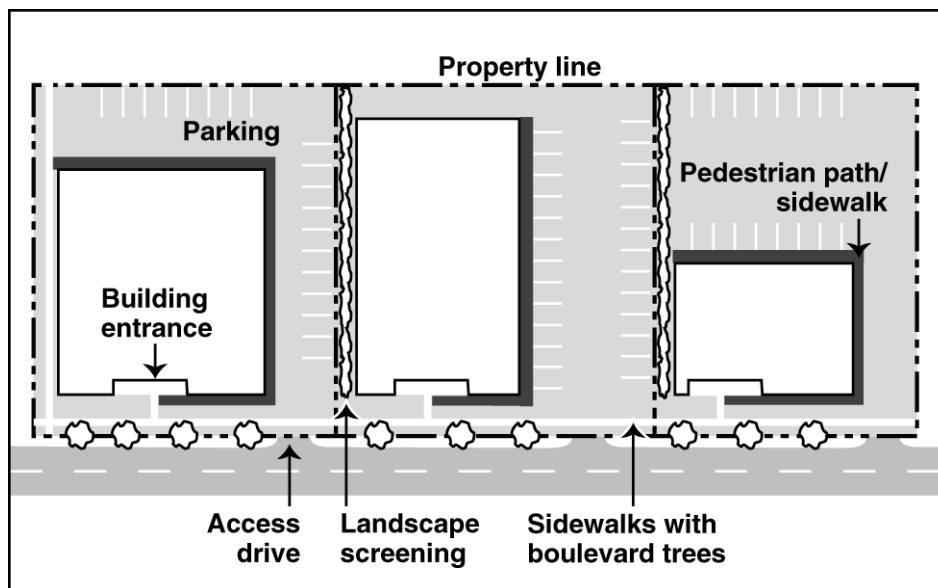 Property line
Parking
Pedestrian path/
sidewalk
Building
entrance
Access
drive
Landscape
screening
Sidewalks with
boulevard trees